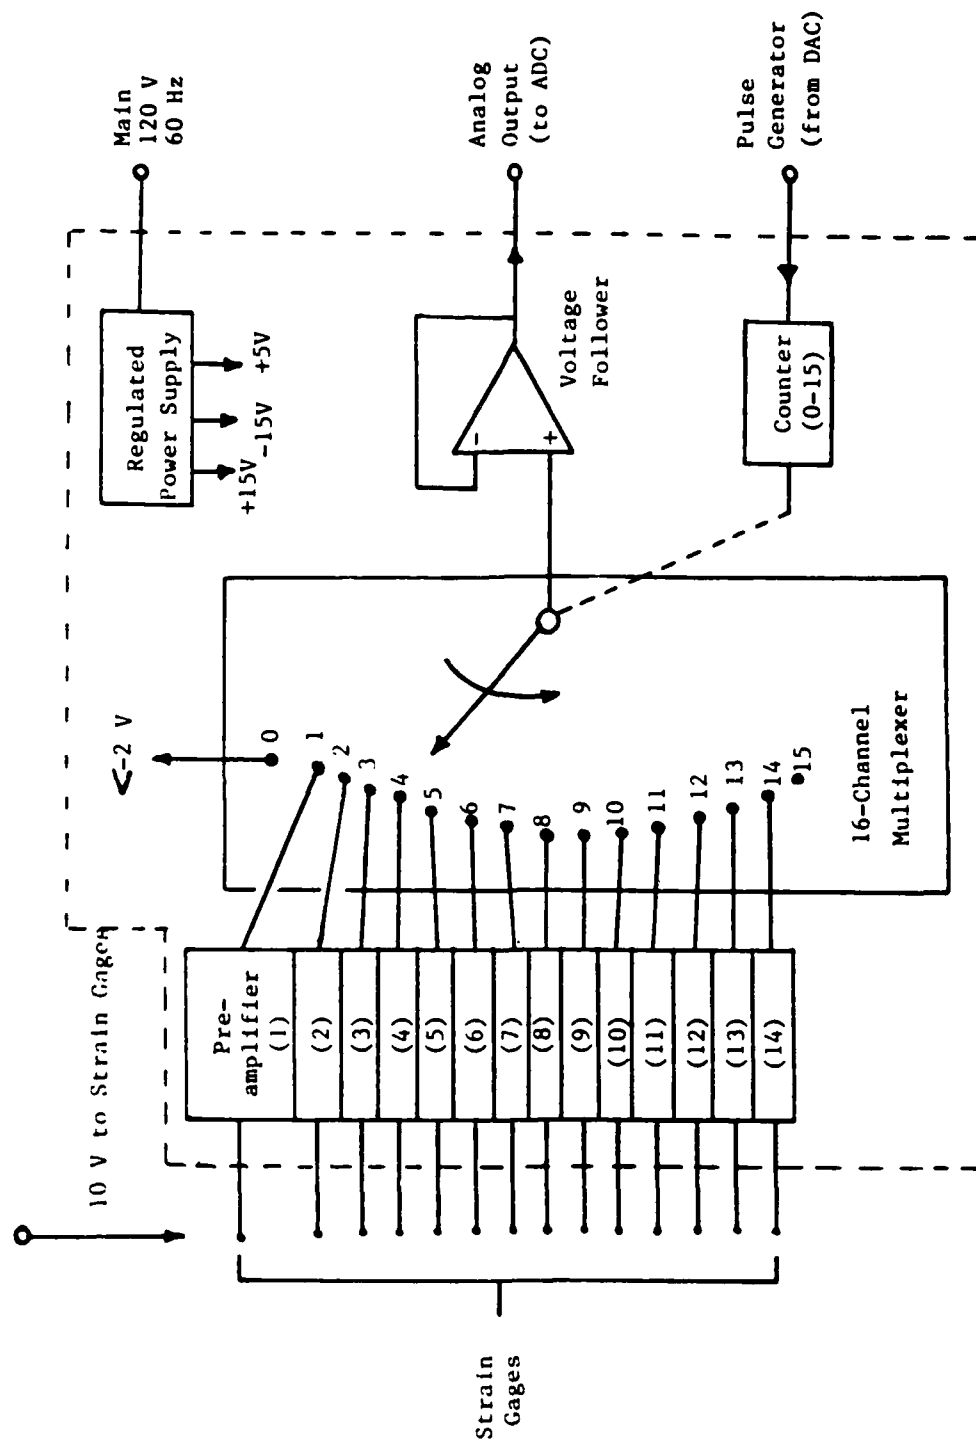 10 V to Strain Gages
<-2 V
Regulated
Power Supply
+15V
-15V
+5V
Main
120 V
60 Hz
Strain
Gages
Pre-
amplifier
(1)
(2)
(3)
(4)
(5)
(6)
(7)
(8)
(9)
(10)
(11)
(12)
(13)
(14)
0
1
2
3
4
5
6
7
8
9
10
11
12
13
14
15
16-Channel
Multiplexer
-
+
Voltage
Follower
Analog
Output
(to ADC)
Counter
(0-15)
Pulse
Generator
(from DAC)